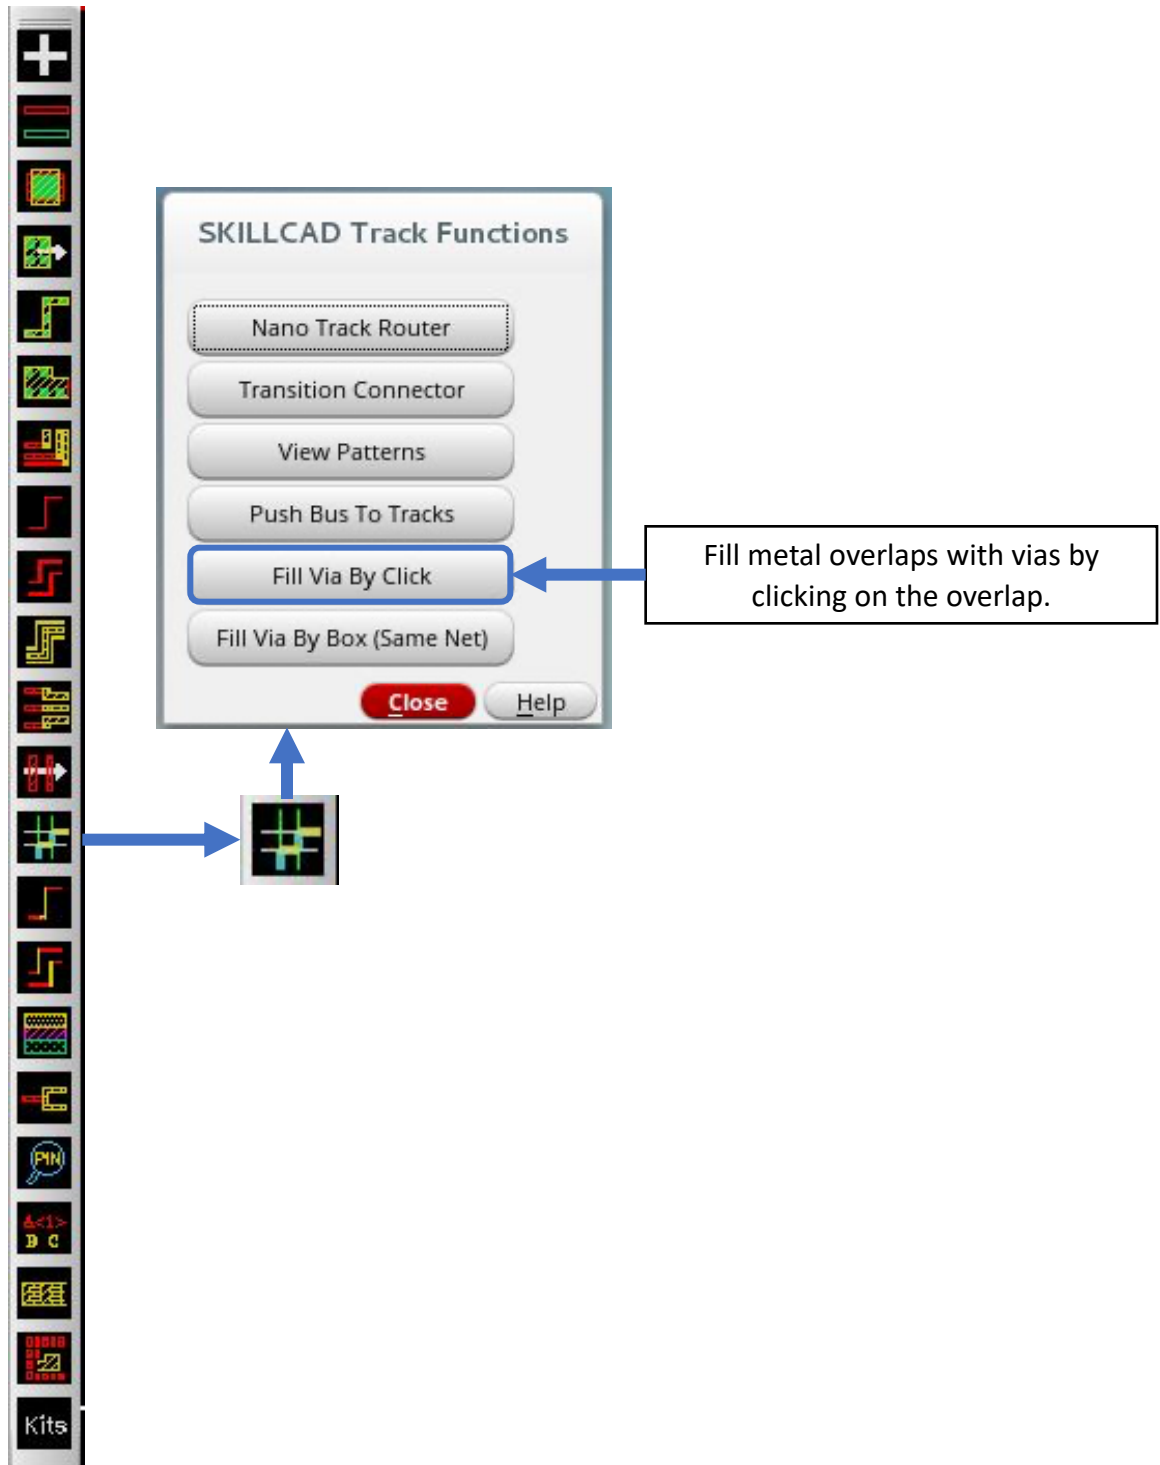 SKILLCAD Track Functions
Nano Track Router
Transition Connector
View Patterns
Push Bus To Tracks
Fill Via By Click
Fill Via By Box (Same Net)
Close
Help
Fill metal overlaps with vias by
clicking on the overlap.
PIN
<1>
D C
Kits